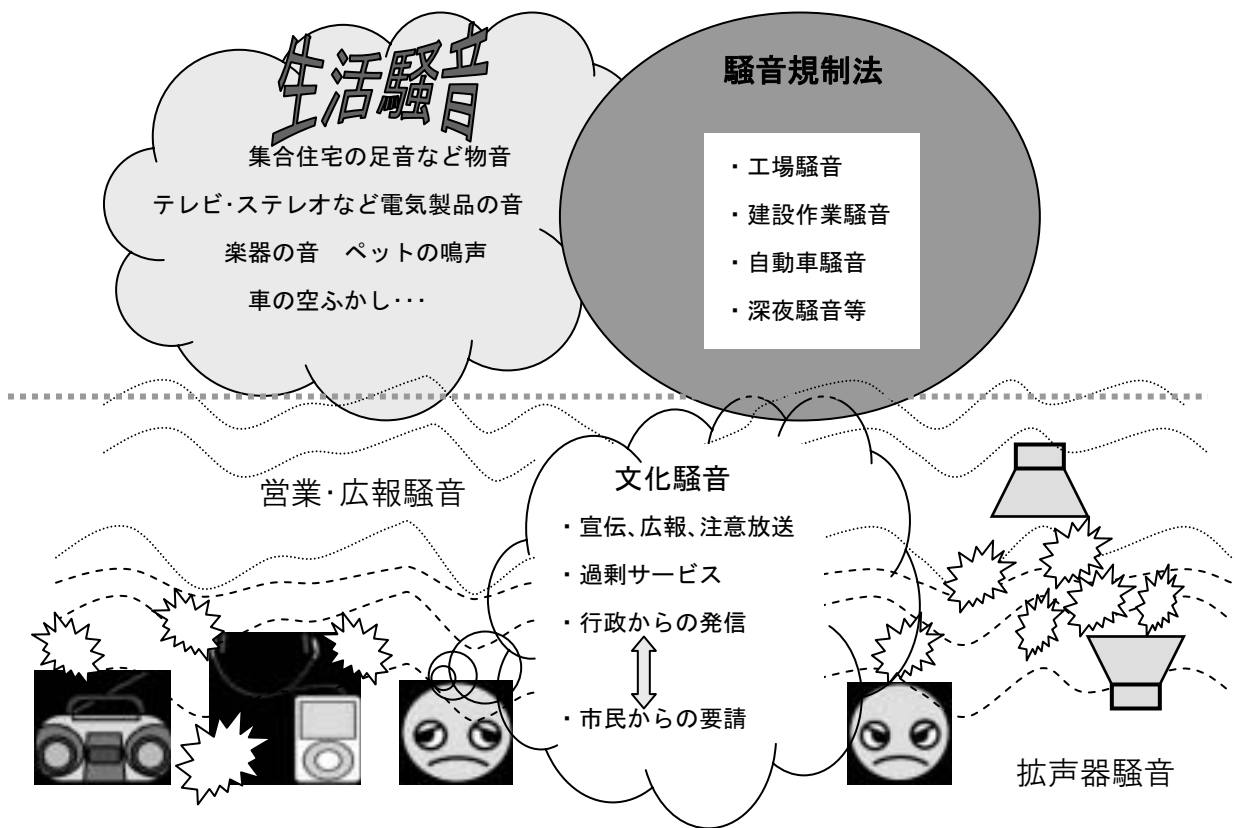 生活騒音
集合住宅の足音など物音
テレビ･ステレオなど電気製品の音
楽器の音　ペットの鳴声
車の空ふかし･･･
騒音規制法
・工場騒音
・建設作業騒音
・自動車騒音
・深夜騒音等
営業･広報騒音
文化騒音
・宣伝、広報、注意放送
・過剰サービス
・行政からの発信
・市民からの要請
拡声器騒音